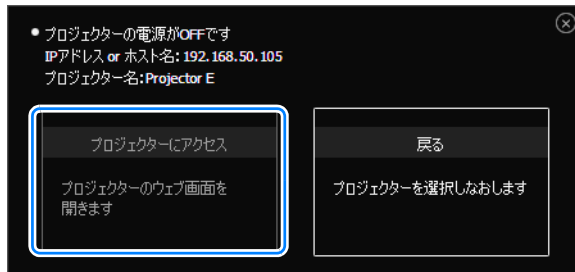 プロジェクターの電源がOFFです
IPアドレス or ホスト名: 192.168.50.105
プロジェクター名:Projector E
プロジェクターにアクセス
プロジェクターのウェブ画面を
開きます
戻る
プロジェクターを選択しなおします